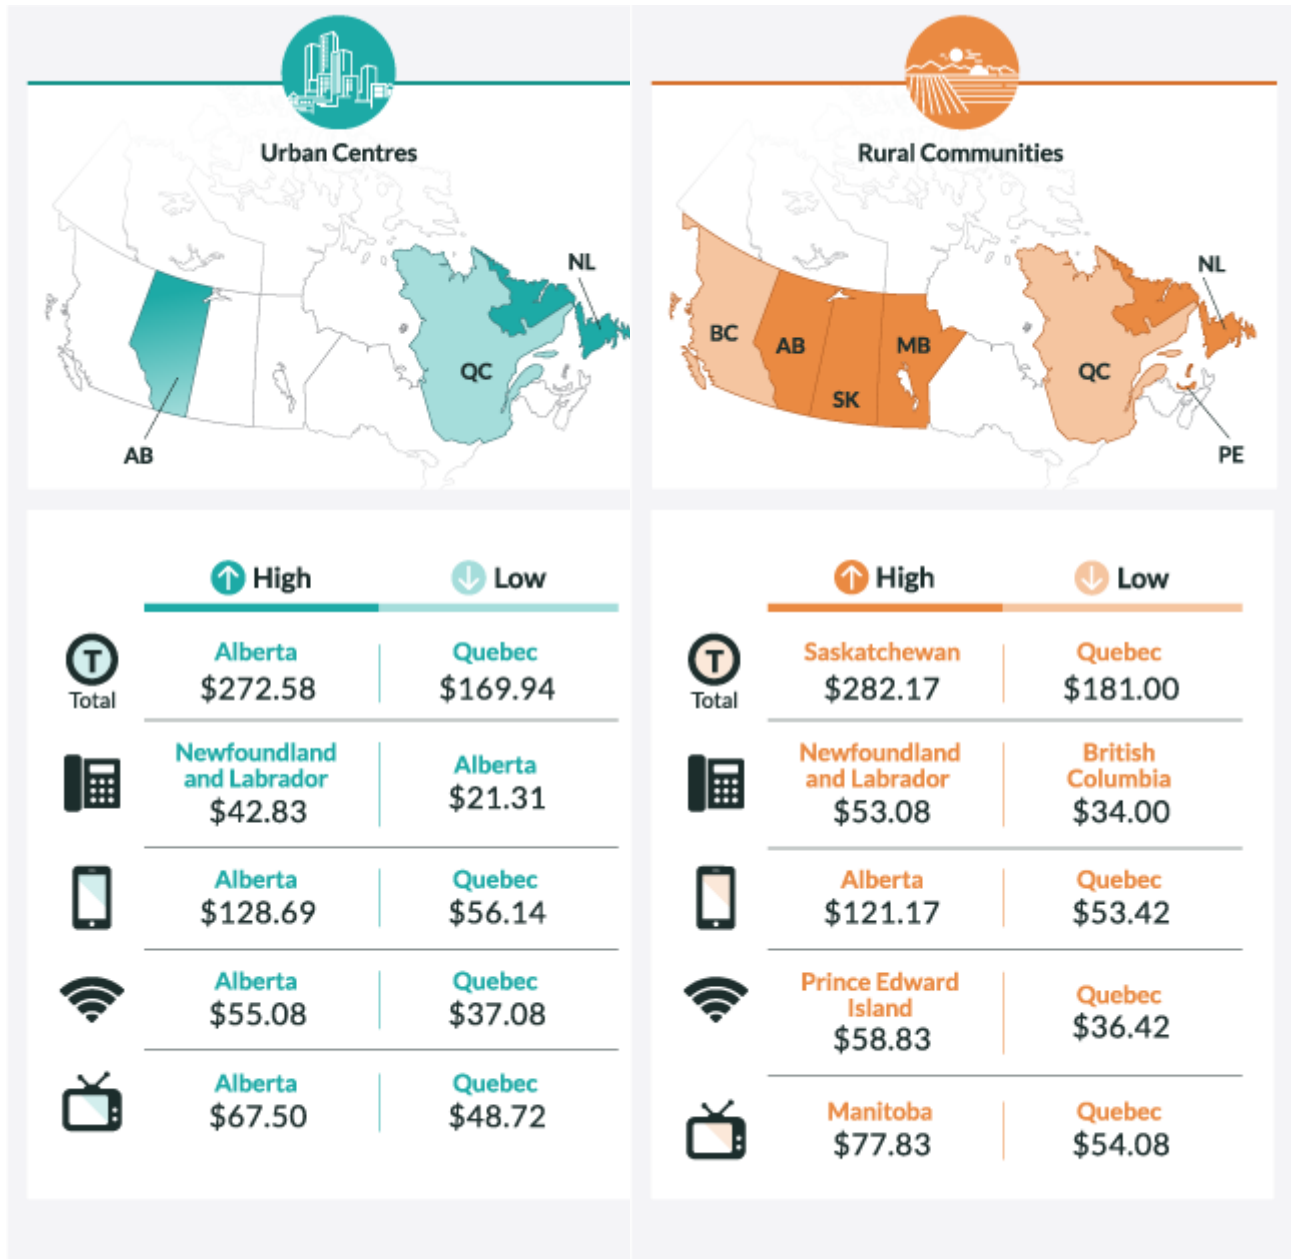 Urban Centres
NL
QC
AB
High
Low
T
Total
Alberta
$272.58
Quebec
$169.94
Newfoundland
and Labrador
$42.83
Alberta
$21.31
Alberta
$128.69
Quebec
$56.14
Alberta
$55.08
Quebec
$37.08
Alberta
$67.50
Quebec
$48.72
Rural Communities
NL
BC
AB
MB
QC
SK
PE
High
Low
T
Total
Saskatchewan
$282.17
Quebec
$181.00
Newfoundland
and Labrador
$53.08
British
Columbia
$34.00
Alberta
$121.17
Quebec
$53.42
Prince Edward
Island
$58.83
Quebec
$36.42
Manitoba
$77.83
Quebec
$54.08